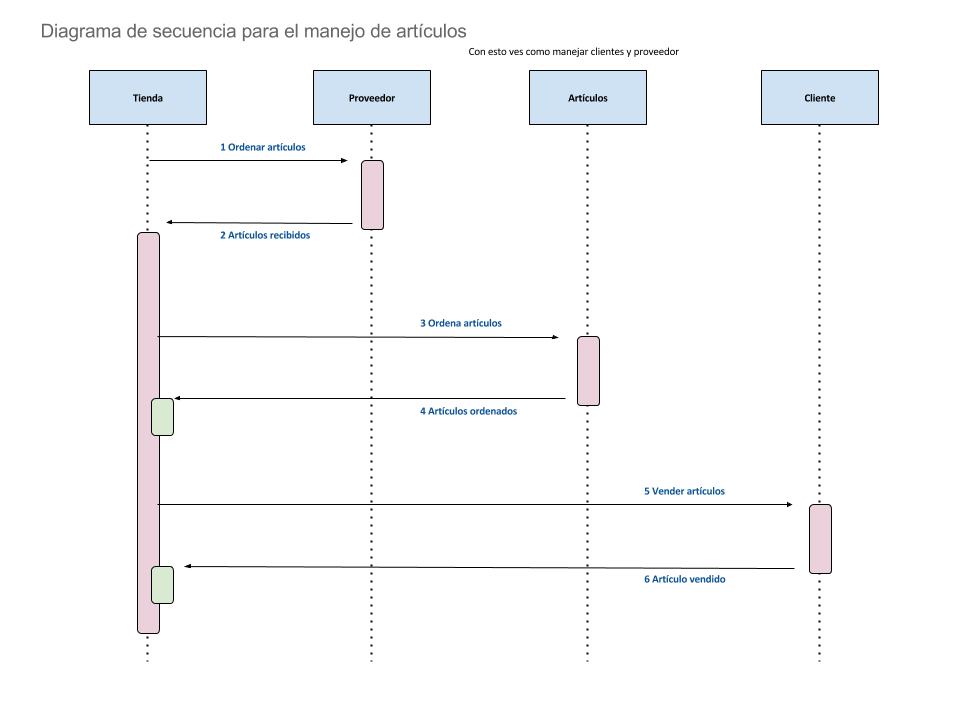 Diagrama de secuencia para el manejo de artículos
Con esto ves como manejar clientes y proveedor
Tienda
Proveedor
Artículos
Cliente
1 Ordenar artículos
2 Artículos recibidos
3 Ordena artículos
4 Artículos ordenados
5 Vender artículos
6 Artículo vendido